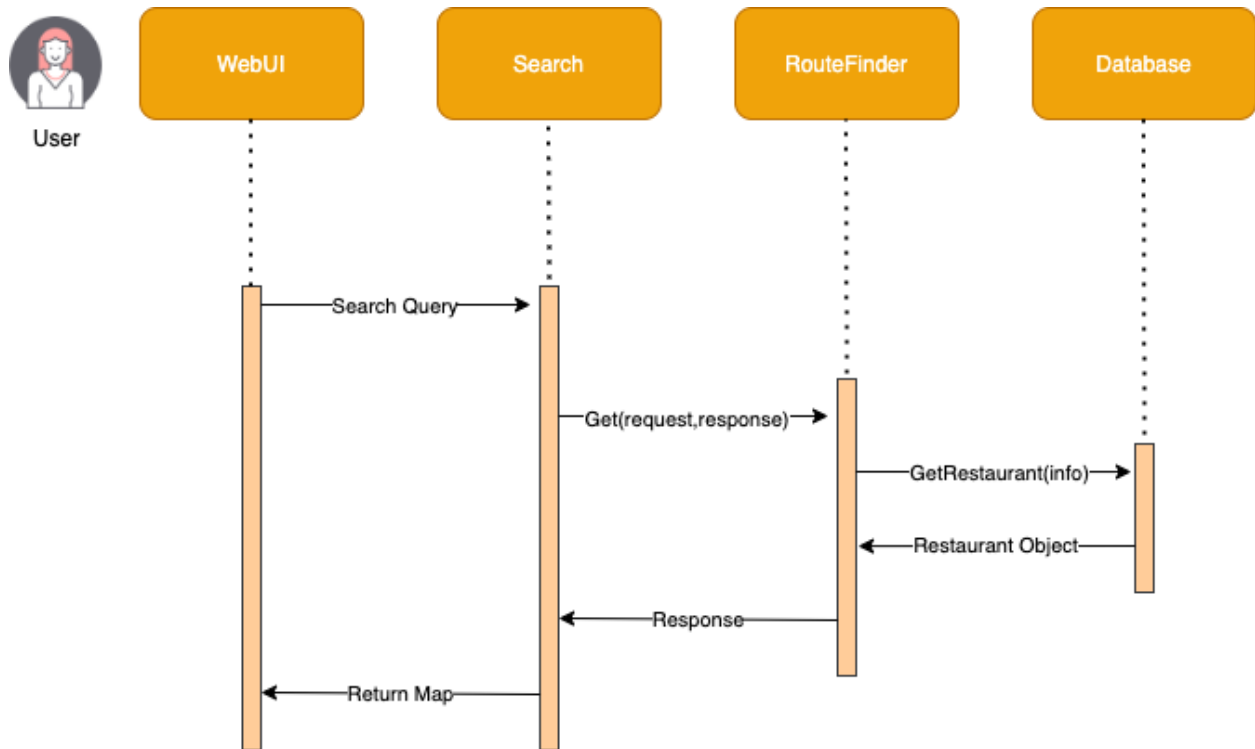 WebUI
Search
RouteFinder
Database
User
Search Query
Get(request,response)
GetRestaurant(info)
Restaurant Object
Response
Return Map